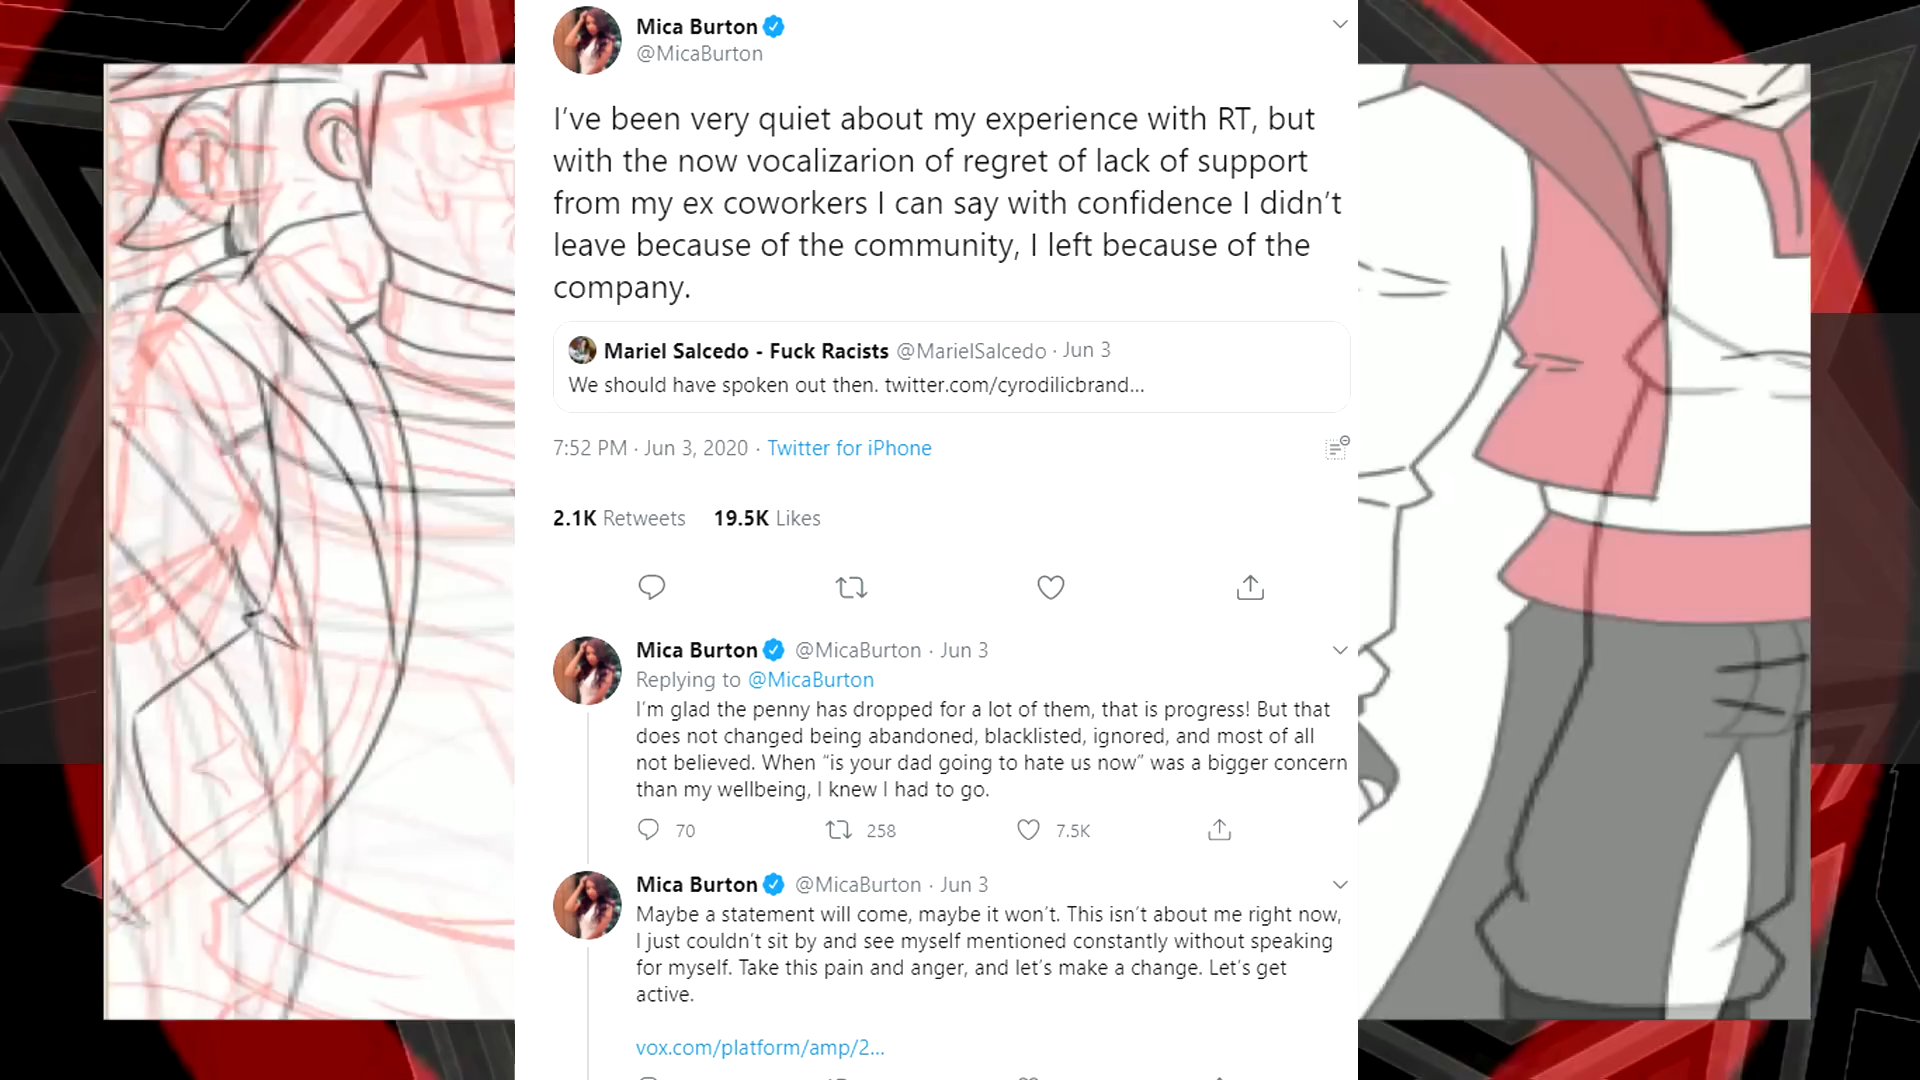 Mica Burton
@MicaBurton
I've been very quiet about my experience with RT, but
with the now vocalizarion of regret of lack of support
from my ex coworkers I can say with confidence I didn't
leave because of the community, I left because of the
company.
Mariel Salcedo - Fuck Racists @MarielSalcedo · Jun 3
We should have spoken out then. twitter.com/cyrodilicbrand...
7:52 PM · Jun 3, 2020 · Twitter for iPhone
2.1K Retweets 19.5K Likes
Mica Burton @MicaBurton · Jun 3
Replying to @MicaBurton
I'm glad the penny has dropped for a lot of them, that is progress! But that
does not changed being abandoned, blacklisted, ignored, and most of all
not believed. When “is your dad going to hate us now” was a bigger concern
than my wellbeing, I knew I had to go.
70 258 7.5K
Mica Burton @MicaBurton · Jun 3
Maybe a statement will come, maybe it won't. This isn't about me right now,
I just couldn't sit by and see myself mentioned constantly without speaking
for myself. Take this pain and anger, and let's make a change. Let's get
active.
vox.com/platform/amp/2...